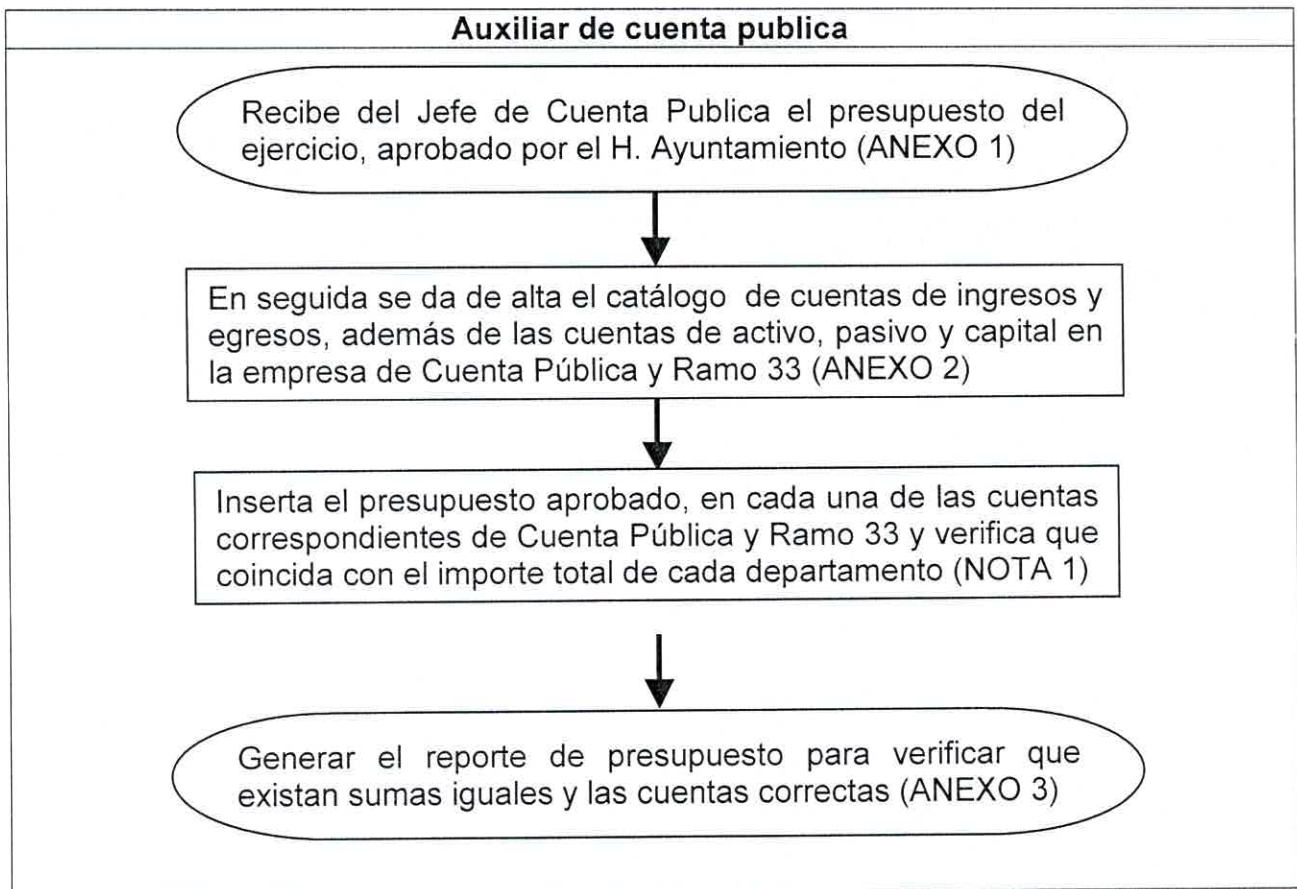 Auxiliar de cuenta publica
Recibe del Jefe de Cuenta Publica el presupuesto del
ejercicio, aprobado por el H. Ayuntamiento (ANEXO 1)
En seguida se da de alta el catálogo de cuentas de ingresos y
egresos, además de las cuentas de activo, pasivo y capital en
la empresa de Cuenta Pública y Ramo 33 (ANEXO 2)
Inserta el presupuesto aprobado, en cada una de las cuentas
correspondientes de Cuenta Pública y Ramo 33 y verifica que
coincida con el importe total de cada departamento (NOTA 1)
Generar el reporte de presupuesto para verificar que
existan sumas iguales y las cuentas correctas (ANEXO 3)